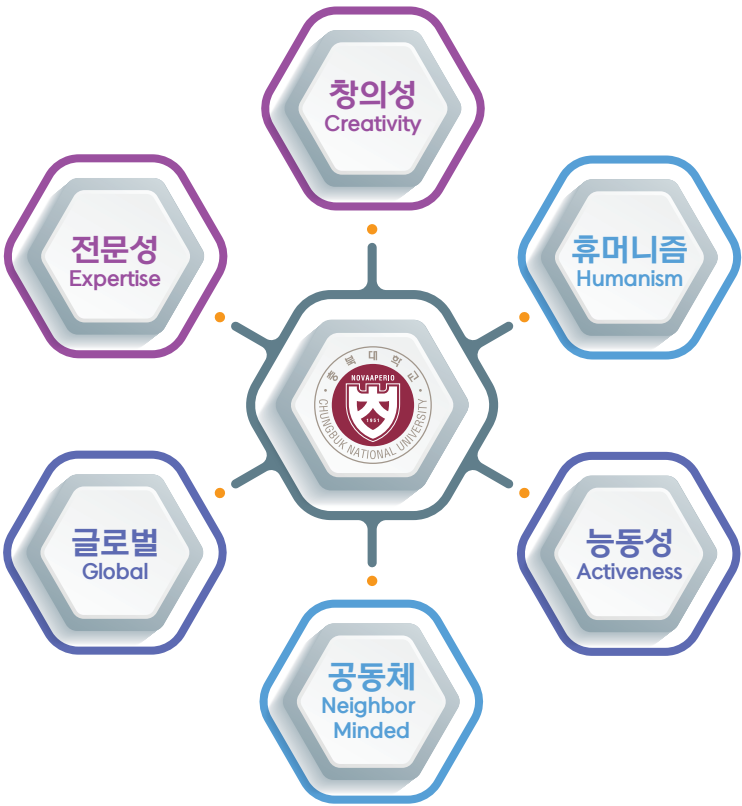 창의성
Creativity
전문성
Expertise
휴머니즘
Humanism
충북대학교
NOVAAPERIO
1951
CHUNGBUK NATIONAL UNIVERSITY
글로벌
Global
능동성
Activeness
공동체
Neighbor
Minded